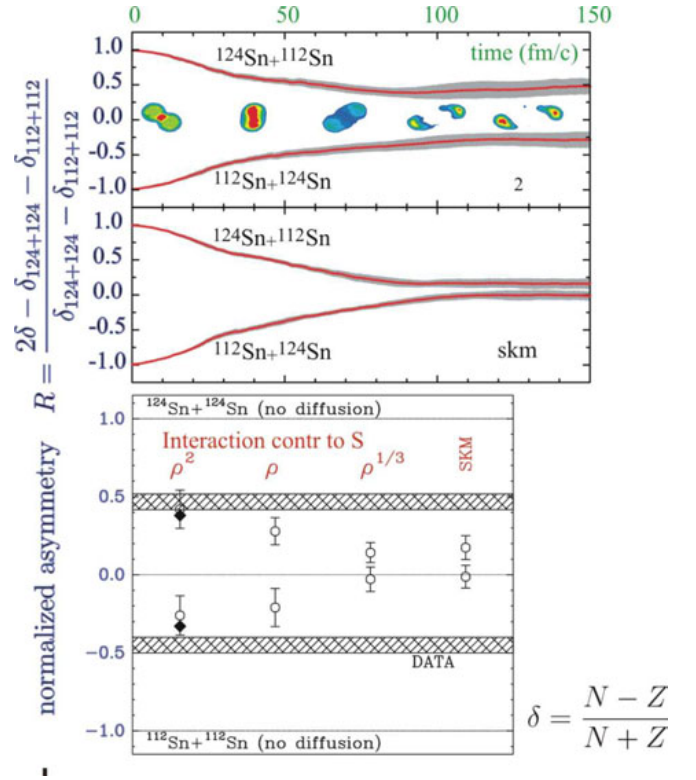 0 50 100 150
time (fm/c)
1.0
0.5
0.0
-0.5
-1.0
¹²⁴Sn+¹¹²Sn
¹¹²Sn+¹²⁴Sn
2
1.0
0.5
0.0
-0.5
-1.0
¹²⁴Sn+¹¹²Sn
¹¹²Sn+¹²⁴Sn
skm
normalized asymmetry R = (2δ − δ₁₂₄₊₁₂₄ − δ₁₁₂₊₁₁₂) / (δ₁₂₄₊₁₂₄ − δ₁₁₂₊₁₁₂)
1.0
0.5
0.0
−0.5
−1.0
¹²⁴Sn+¹²⁴Sn (no diffusion)
Interaction contr to S
ρ² ρ ρ^{1/3} SKM
DATA
¹¹²Sn+¹¹²Sn (no diffusion)
δ = (N − Z) / (N + Z)